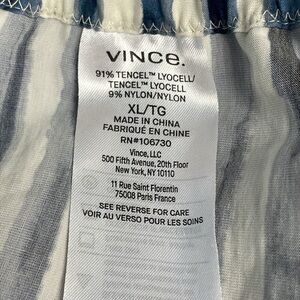 VINCE.
91% TENCEL™ LYOCELL/
TENCEL™ LYOCELL
9% NYLON/NYLON
XL/TG
MADE IN CHINA
FABRIQUÉ EN CHINE
RN#106730
Vince, LLC
500 Fifth Avenue, 20th Floor
New York, NY 10110
11 Rue Saint Florentin
75008 Paris France
SEE REVERSE FOR CARE
VOIR AU VERSO POUR LES SOINS